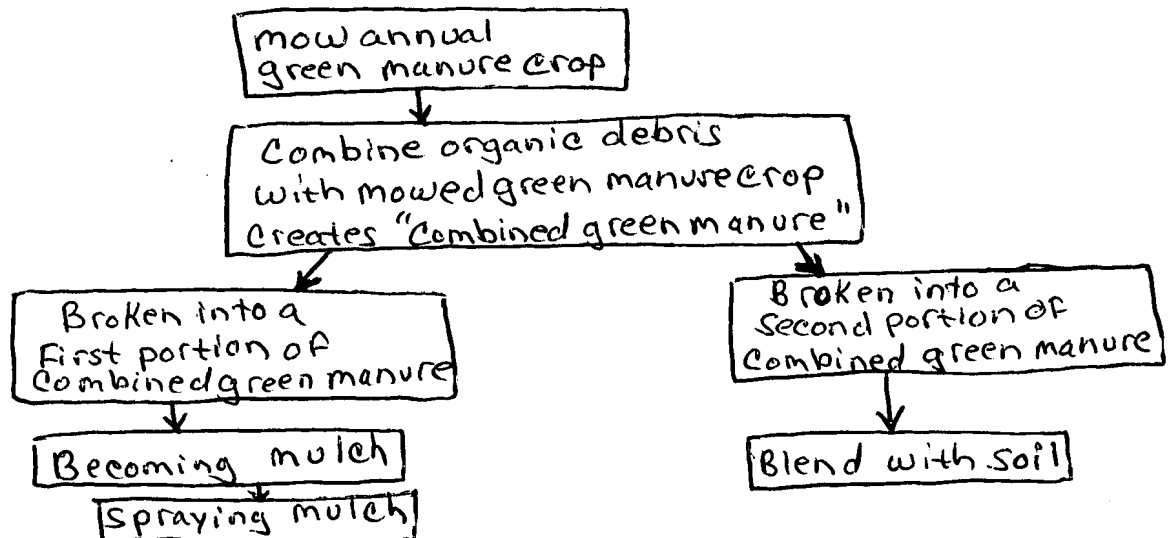 mow annual
green manure crop
Combine organic debris
with mowed green manure crop
Creates "Combined green manure"
Broken into a
First portion of
Combined green manure
Broken into a
Second portion of
Combined green manure
Becoming mulch
Blend with soil
Spraying mulch